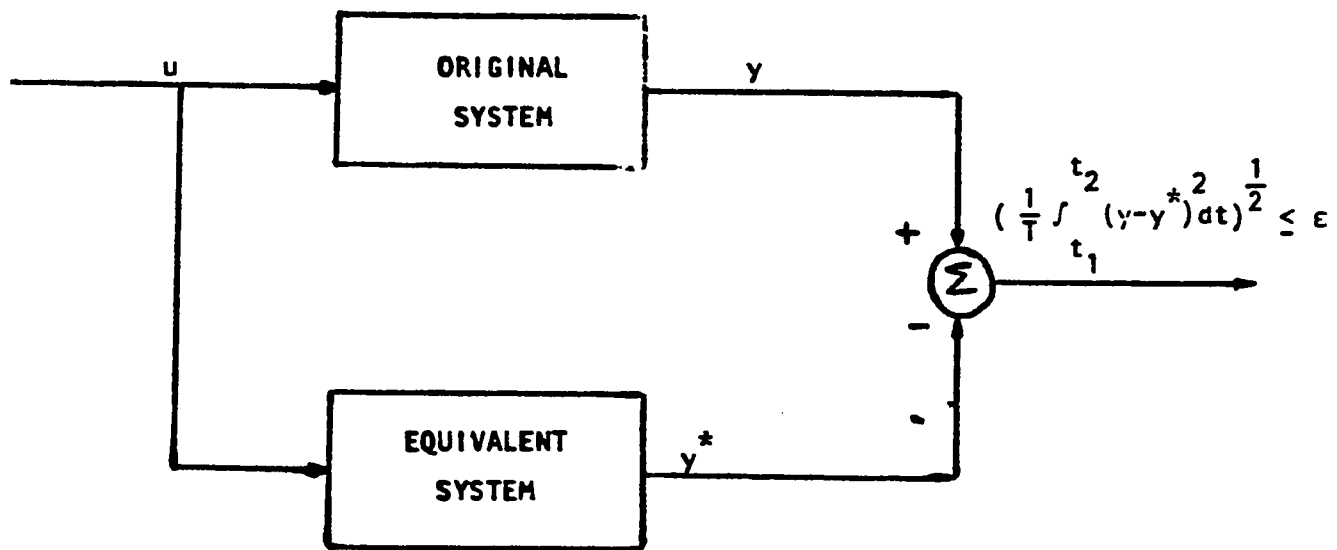 u
ORIGINAL
SYSTEM
y
( 1/T ∫_{t_1}^{t_2} (y-y*)^2 dt)^{1/2} ≤ ε
+
Σ
-
EQUIVALENT
SYSTEM
y*